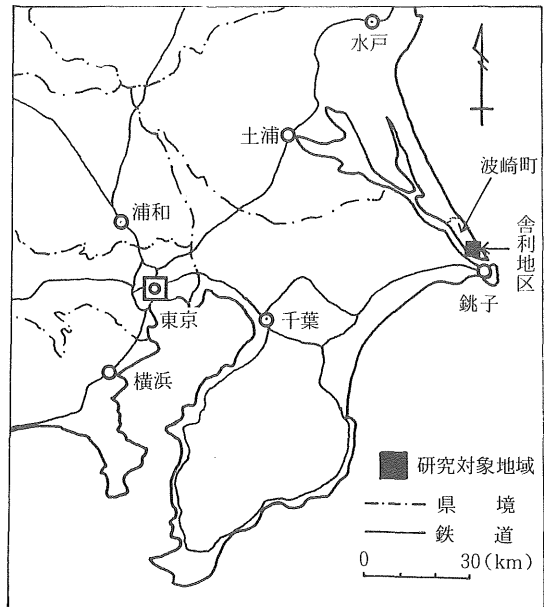 水戸
土浦
波崎町
舎利地区
浦和
銚子
東京
千葉
横浜
研究対象地域
県　境
鉄　道
0　30(km)